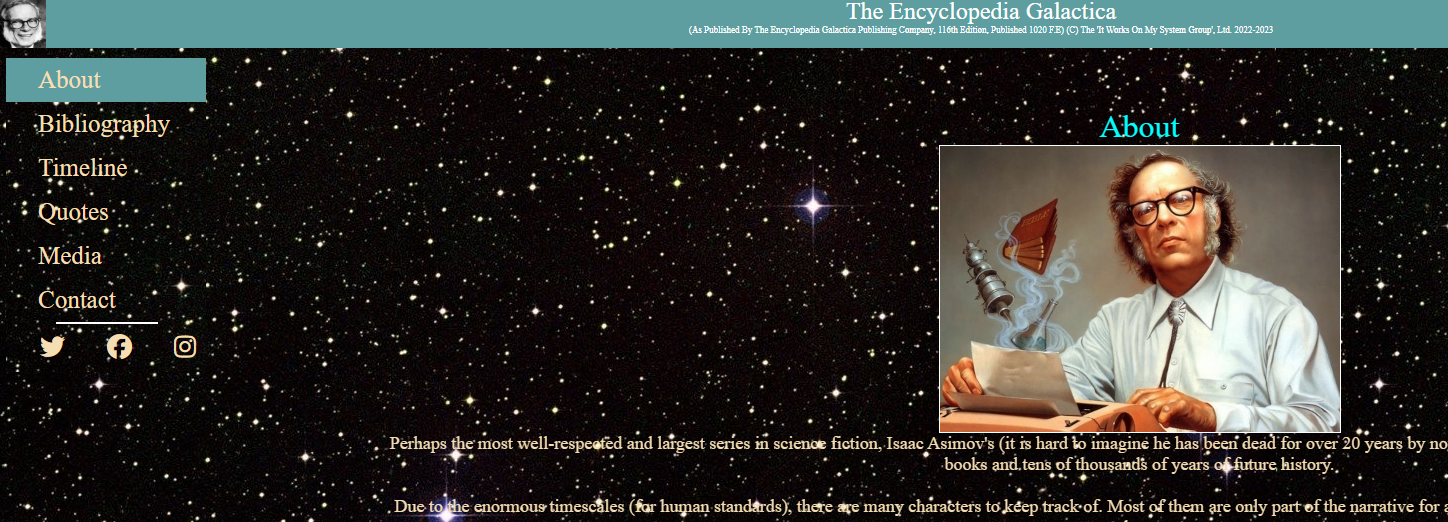 The Encyclopedia Galactica
(As Published By The Encyclopedia Galactica Publishing Company, 116th Edition, Published 1020 F.E) (C) The 'It Works On My System Group', Ltd. 2022-2023
About
Bibliography
Timeline
Quotes
Media
Contact
About
Perhaps the most well-respected and largest series in science fiction, Isaac Asimov's (it is hard to imagine he has been dead for over 20 years by no
books and tens of thousands of years of future history.
Due to the enormous timescales (for human standards), there are many characters to keep track of. Most of them are only part of the narrative for a